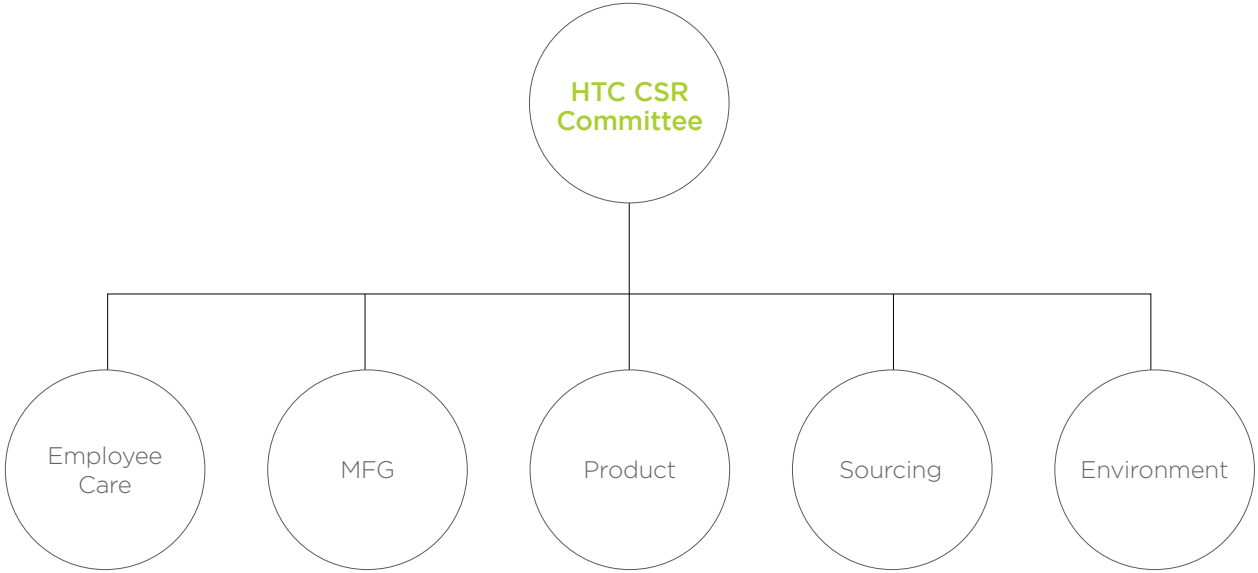 HTC CSR
Committee
Employee
Care
MFG
Product
Sourcing
Environment